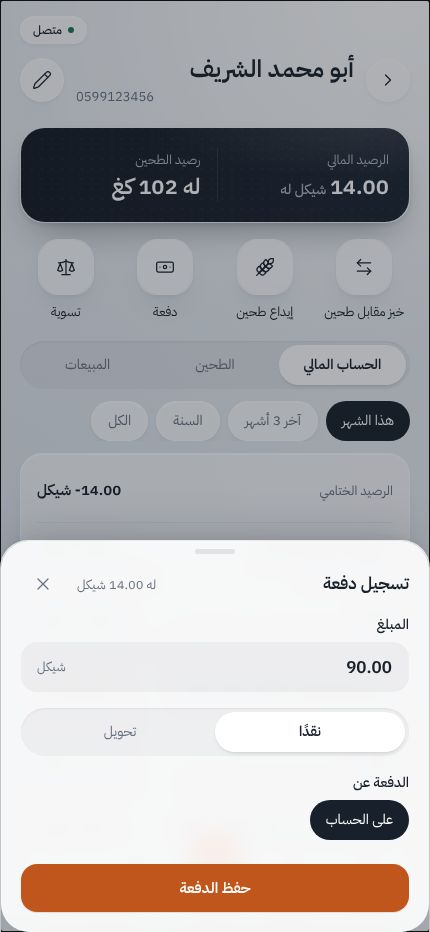 متصل
أبو محمد الشريف
0599123456
الرصيد المالي
14.00 شيكل له
رصيد الطحين
له 102 كغ
خبز مقابل طحين
إيداع طحين
دفعة
تسوية
الحساب المالي
الطحين
المبيعات
هذا الشهر
آخر 3 أشهر
السنة
الكل
الرصيد الختامي
14.00- شيكل
تسجيل دفعة
له 14.00 شيكل
المبلغ
90.00
شيكل
نقدًا
تحويل
الدفعة عن
على الحساب
حفظ الدفعة